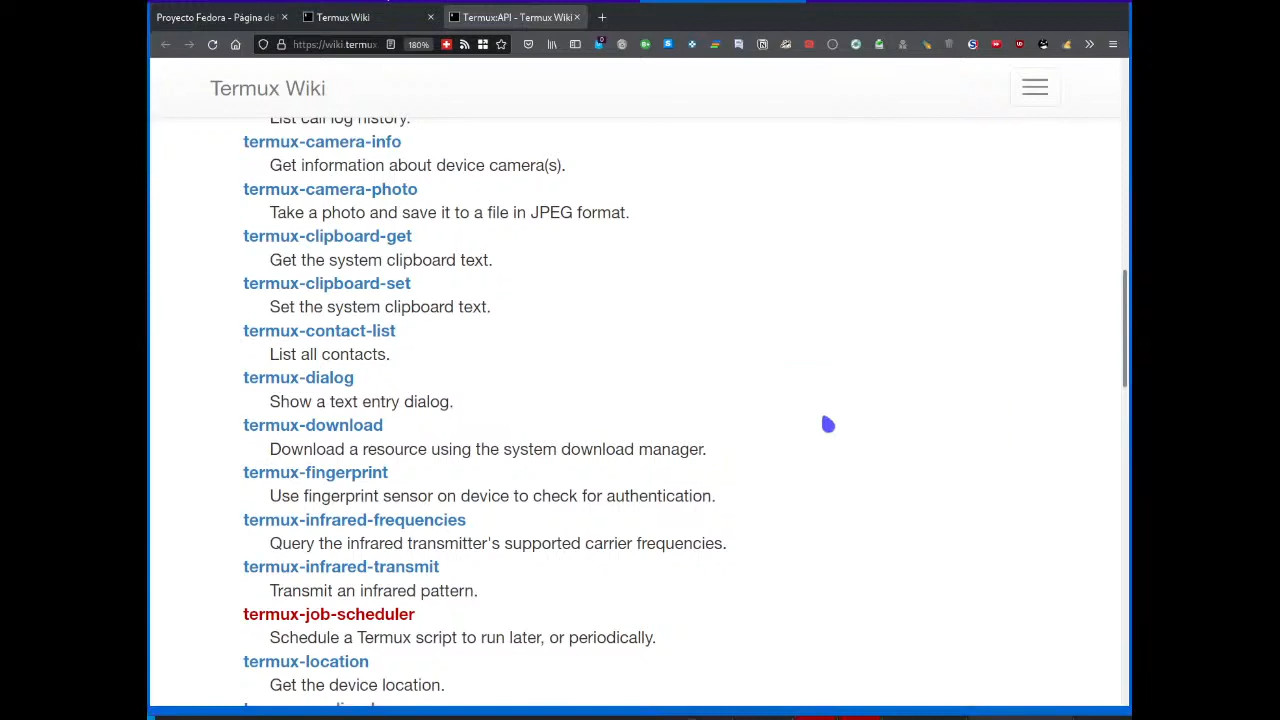 Proyecto Fedora - Página de
Termux Wiki
Termux:API - Termux Wiki
https://wiki.termux
180%
Termux Wiki
List call log history.
termux-camera-info
Get information about device camera(s).
termux-camera-photo
Take a photo and save it to a file in JPEG format.
termux-clipboard-get
Get the system clipboard text.
termux-clipboard-set
Set the system clipboard text.
termux-contact-list
List all contacts.
termux-dialog
Show a text entry dialog.
termux-download
Download a resource using the system download manager.
termux-fingerprint
Use fingerprint sensor on device to check for authentication.
termux-infrared-frequencies
Query the infrared transmitter's supported carrier frequencies.
termux-infrared-transmit
Transmit an infrared pattern.
termux-job-scheduler
Schedule a Termux script to run later, or periodically.
termux-location
Get the device location.